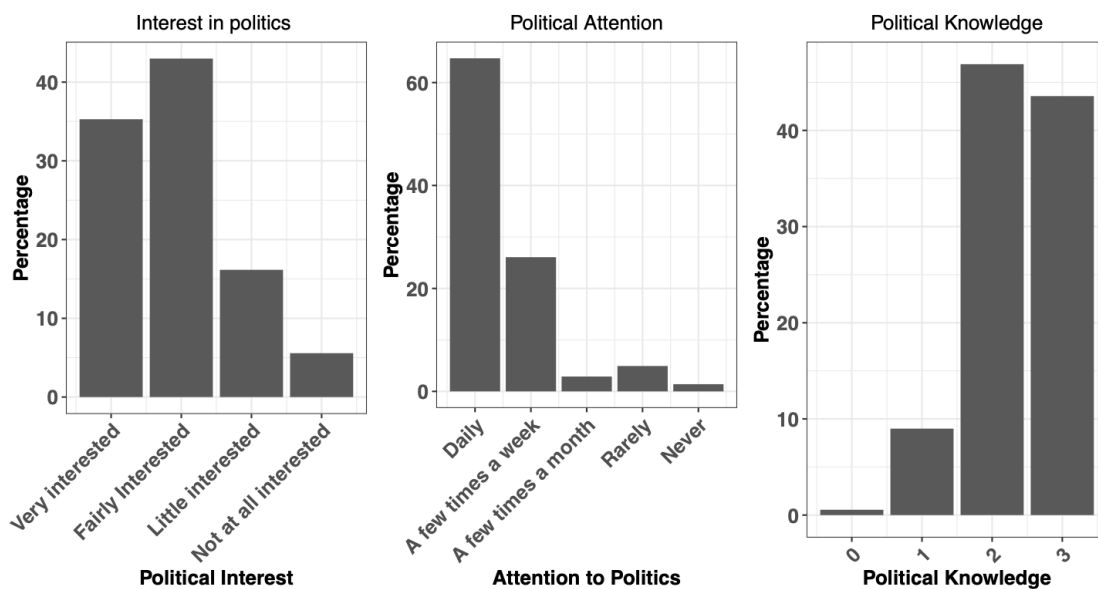 Interest in politics
Percentage
40
30
20
10
0
Very interested
Fairly Interested
Little interested
Not at all interested
Political Interest
Political Attention
Percentage
60
40
20
0
Daily
A few times a week
A few times a month
Rarely
Never
Attention to Politics
Political Knowledge
Percentage
40
30
20
10
0
0
1
2
3
Political Knowledge